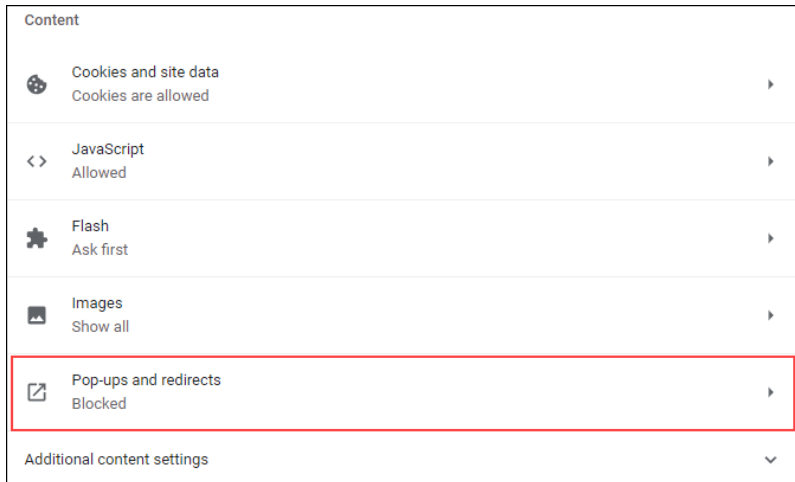 Content
Cookies and site data
Cookies are allowed
JavaScript
Allowed
Flash
Ask first
Images
Show all
Pop-ups and redirects
Blocked
Additional content settings